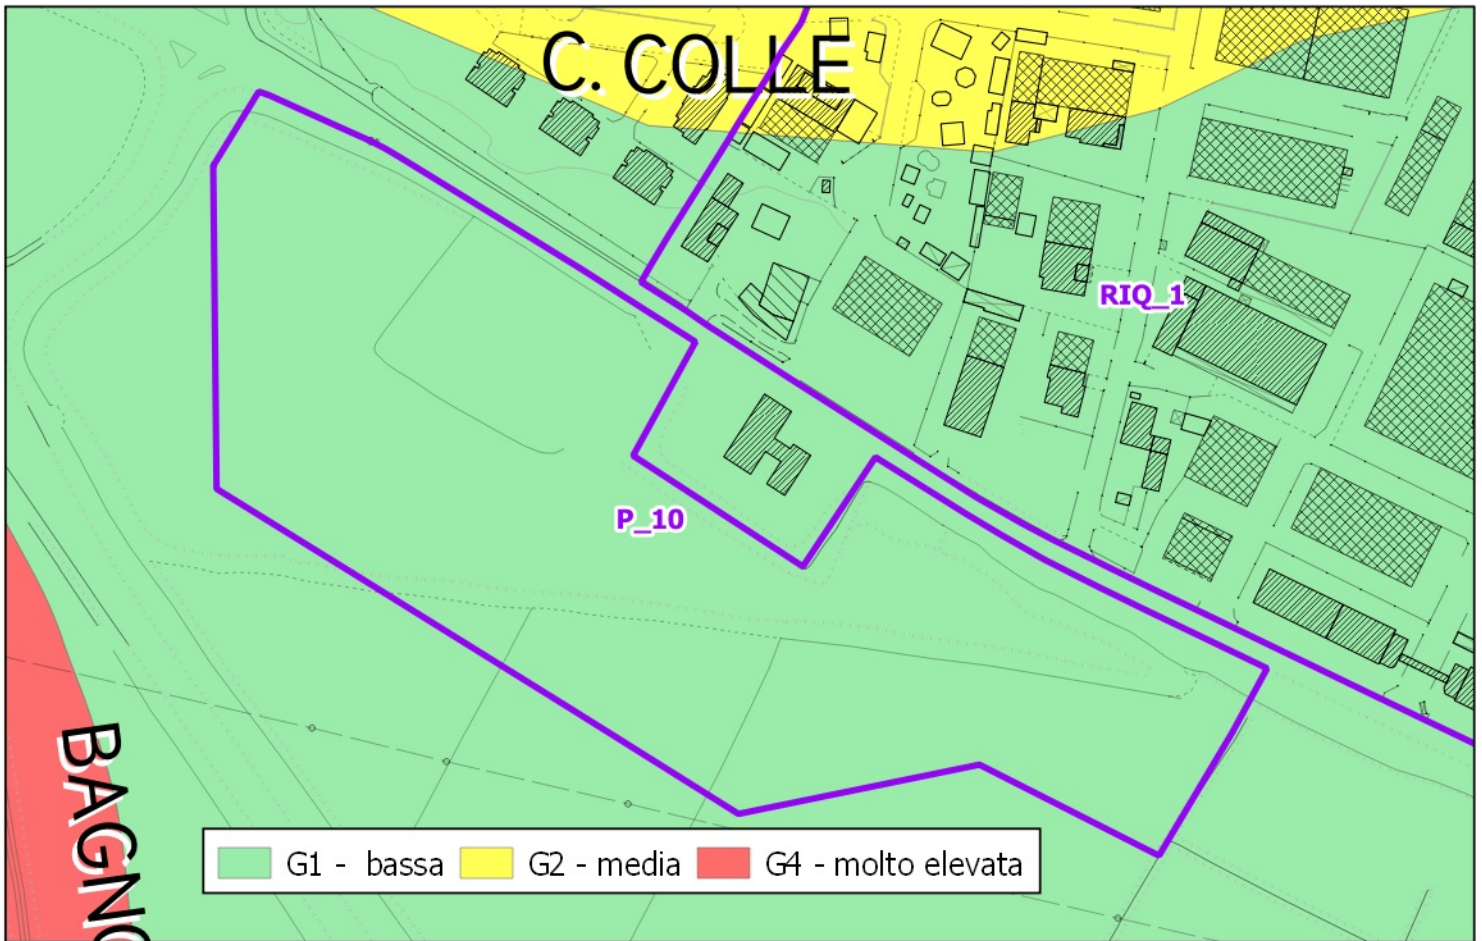 C. COLLE
RIQ_1
P_10
BAGNO
G1 - bassa
G2 - media
G4 - molto elevata